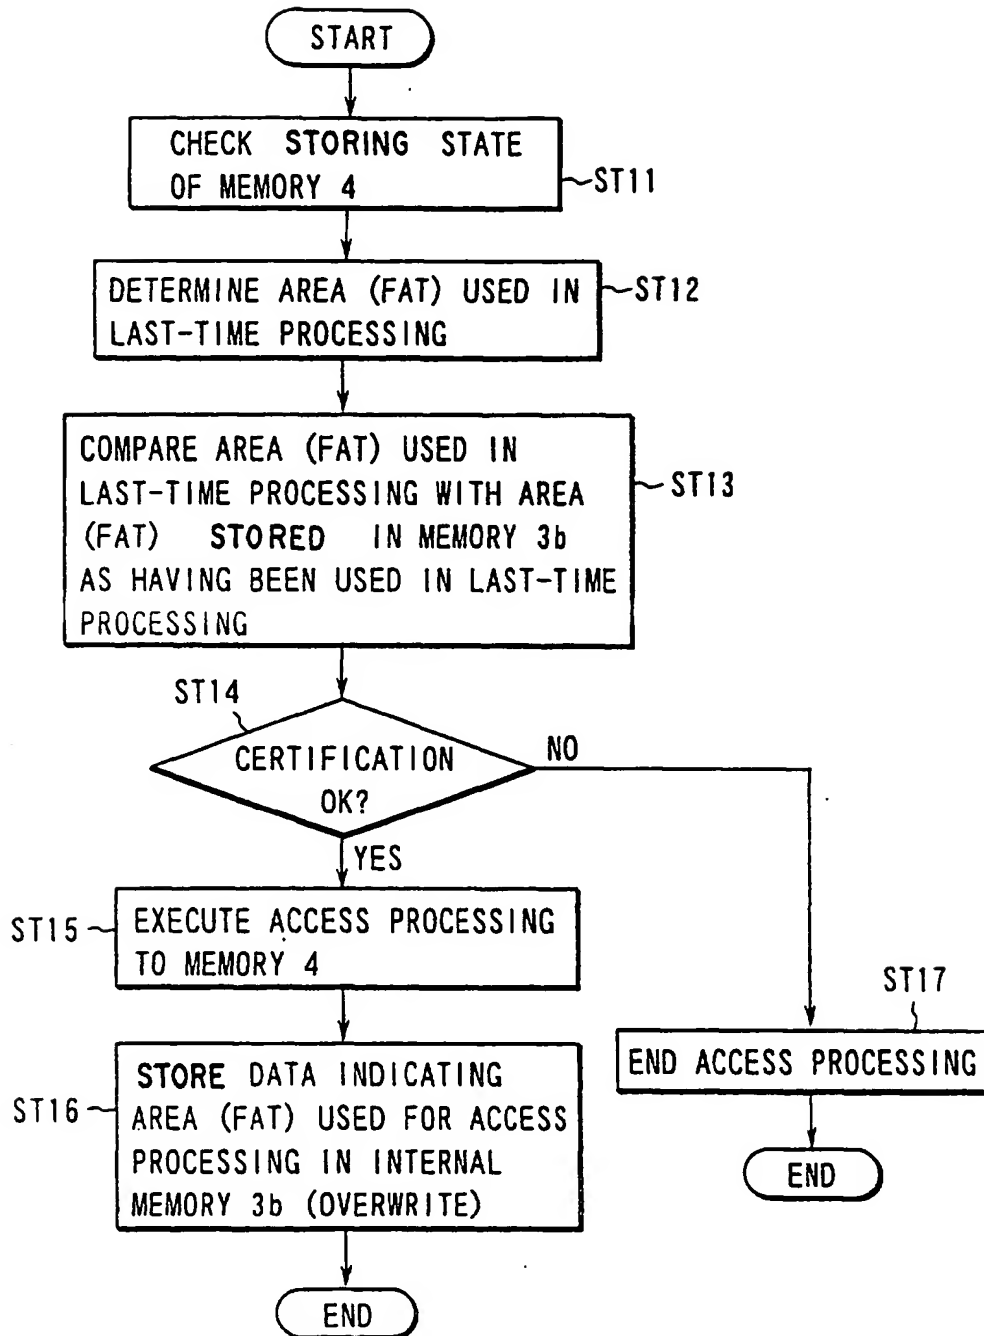 START
CHECK STORING STATE
OF MEMORY 4
ST11
DETERMINE AREA (FAT) USED IN
LAST-TIME PROCESSING
ST12
COMPARE AREA (FAT) USED IN
LAST-TIME PROCESSING WITH AREA
(FAT) STORED IN MEMORY 3b
AS HAVING BEEN USED IN LAST-TIME
PROCESSING
ST13
ST14
CERTIFICATION
OK?
NO
YES
ST15
EXECUTE ACCESS PROCESSING
TO MEMORY 4
ST17
END ACCESS PROCESSING
END
ST16
STORE DATA INDICATING
AREA (FAT) USED FOR ACCESS
PROCESSING IN INTERNAL
MEMORY 3b (OVERWRITE)
END